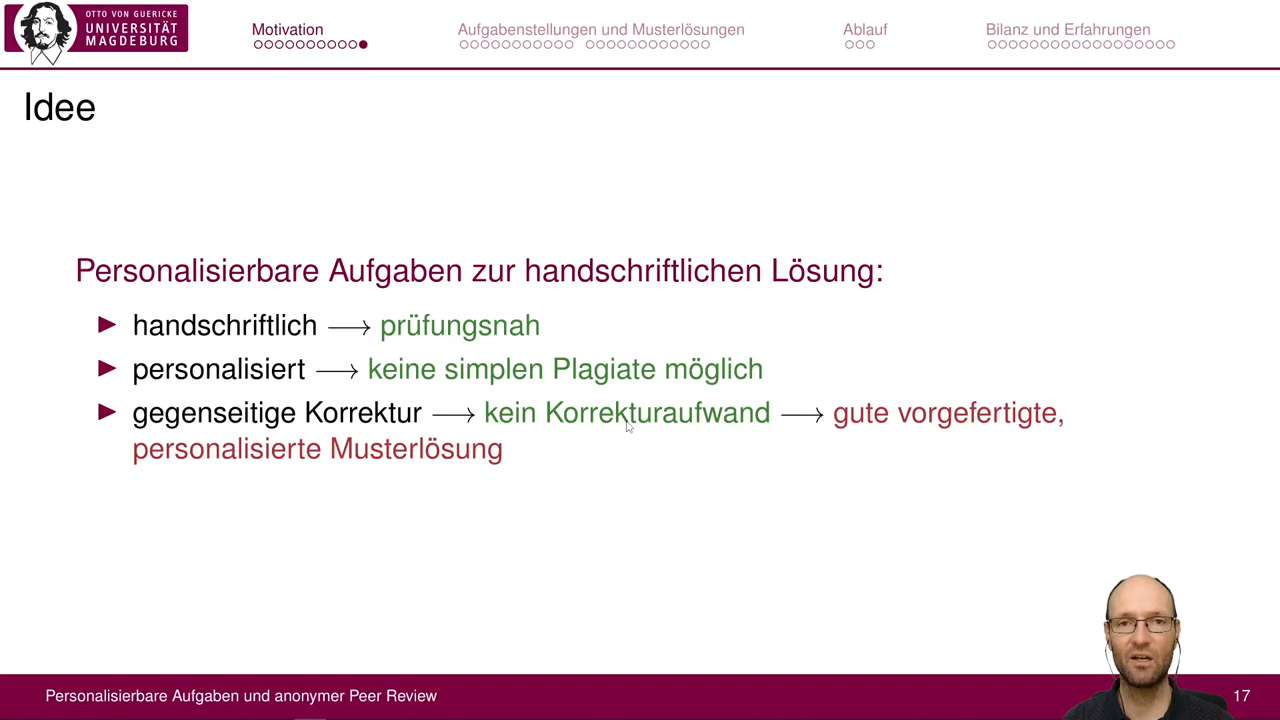 OTTO VON GUERICKE
UNIVERSITÄT
MAGDEBURG
Motivation
Aufgabenstellungen und Musterlösungen
Ablauf
Bilanz und Erfahrungen
Idee
Personalisierbare Aufgaben zur handschriftlichen Lösung:
handschriftlich → prüfungsnah
personalisiert → keine simplen Plagiate möglich
gegenseitige Korrektur → kein Korrekturaufwand → gute vorgefertigte,
personalisierte Musterlösung
Personalisierbare Aufgaben und anonymer Peer Review
17